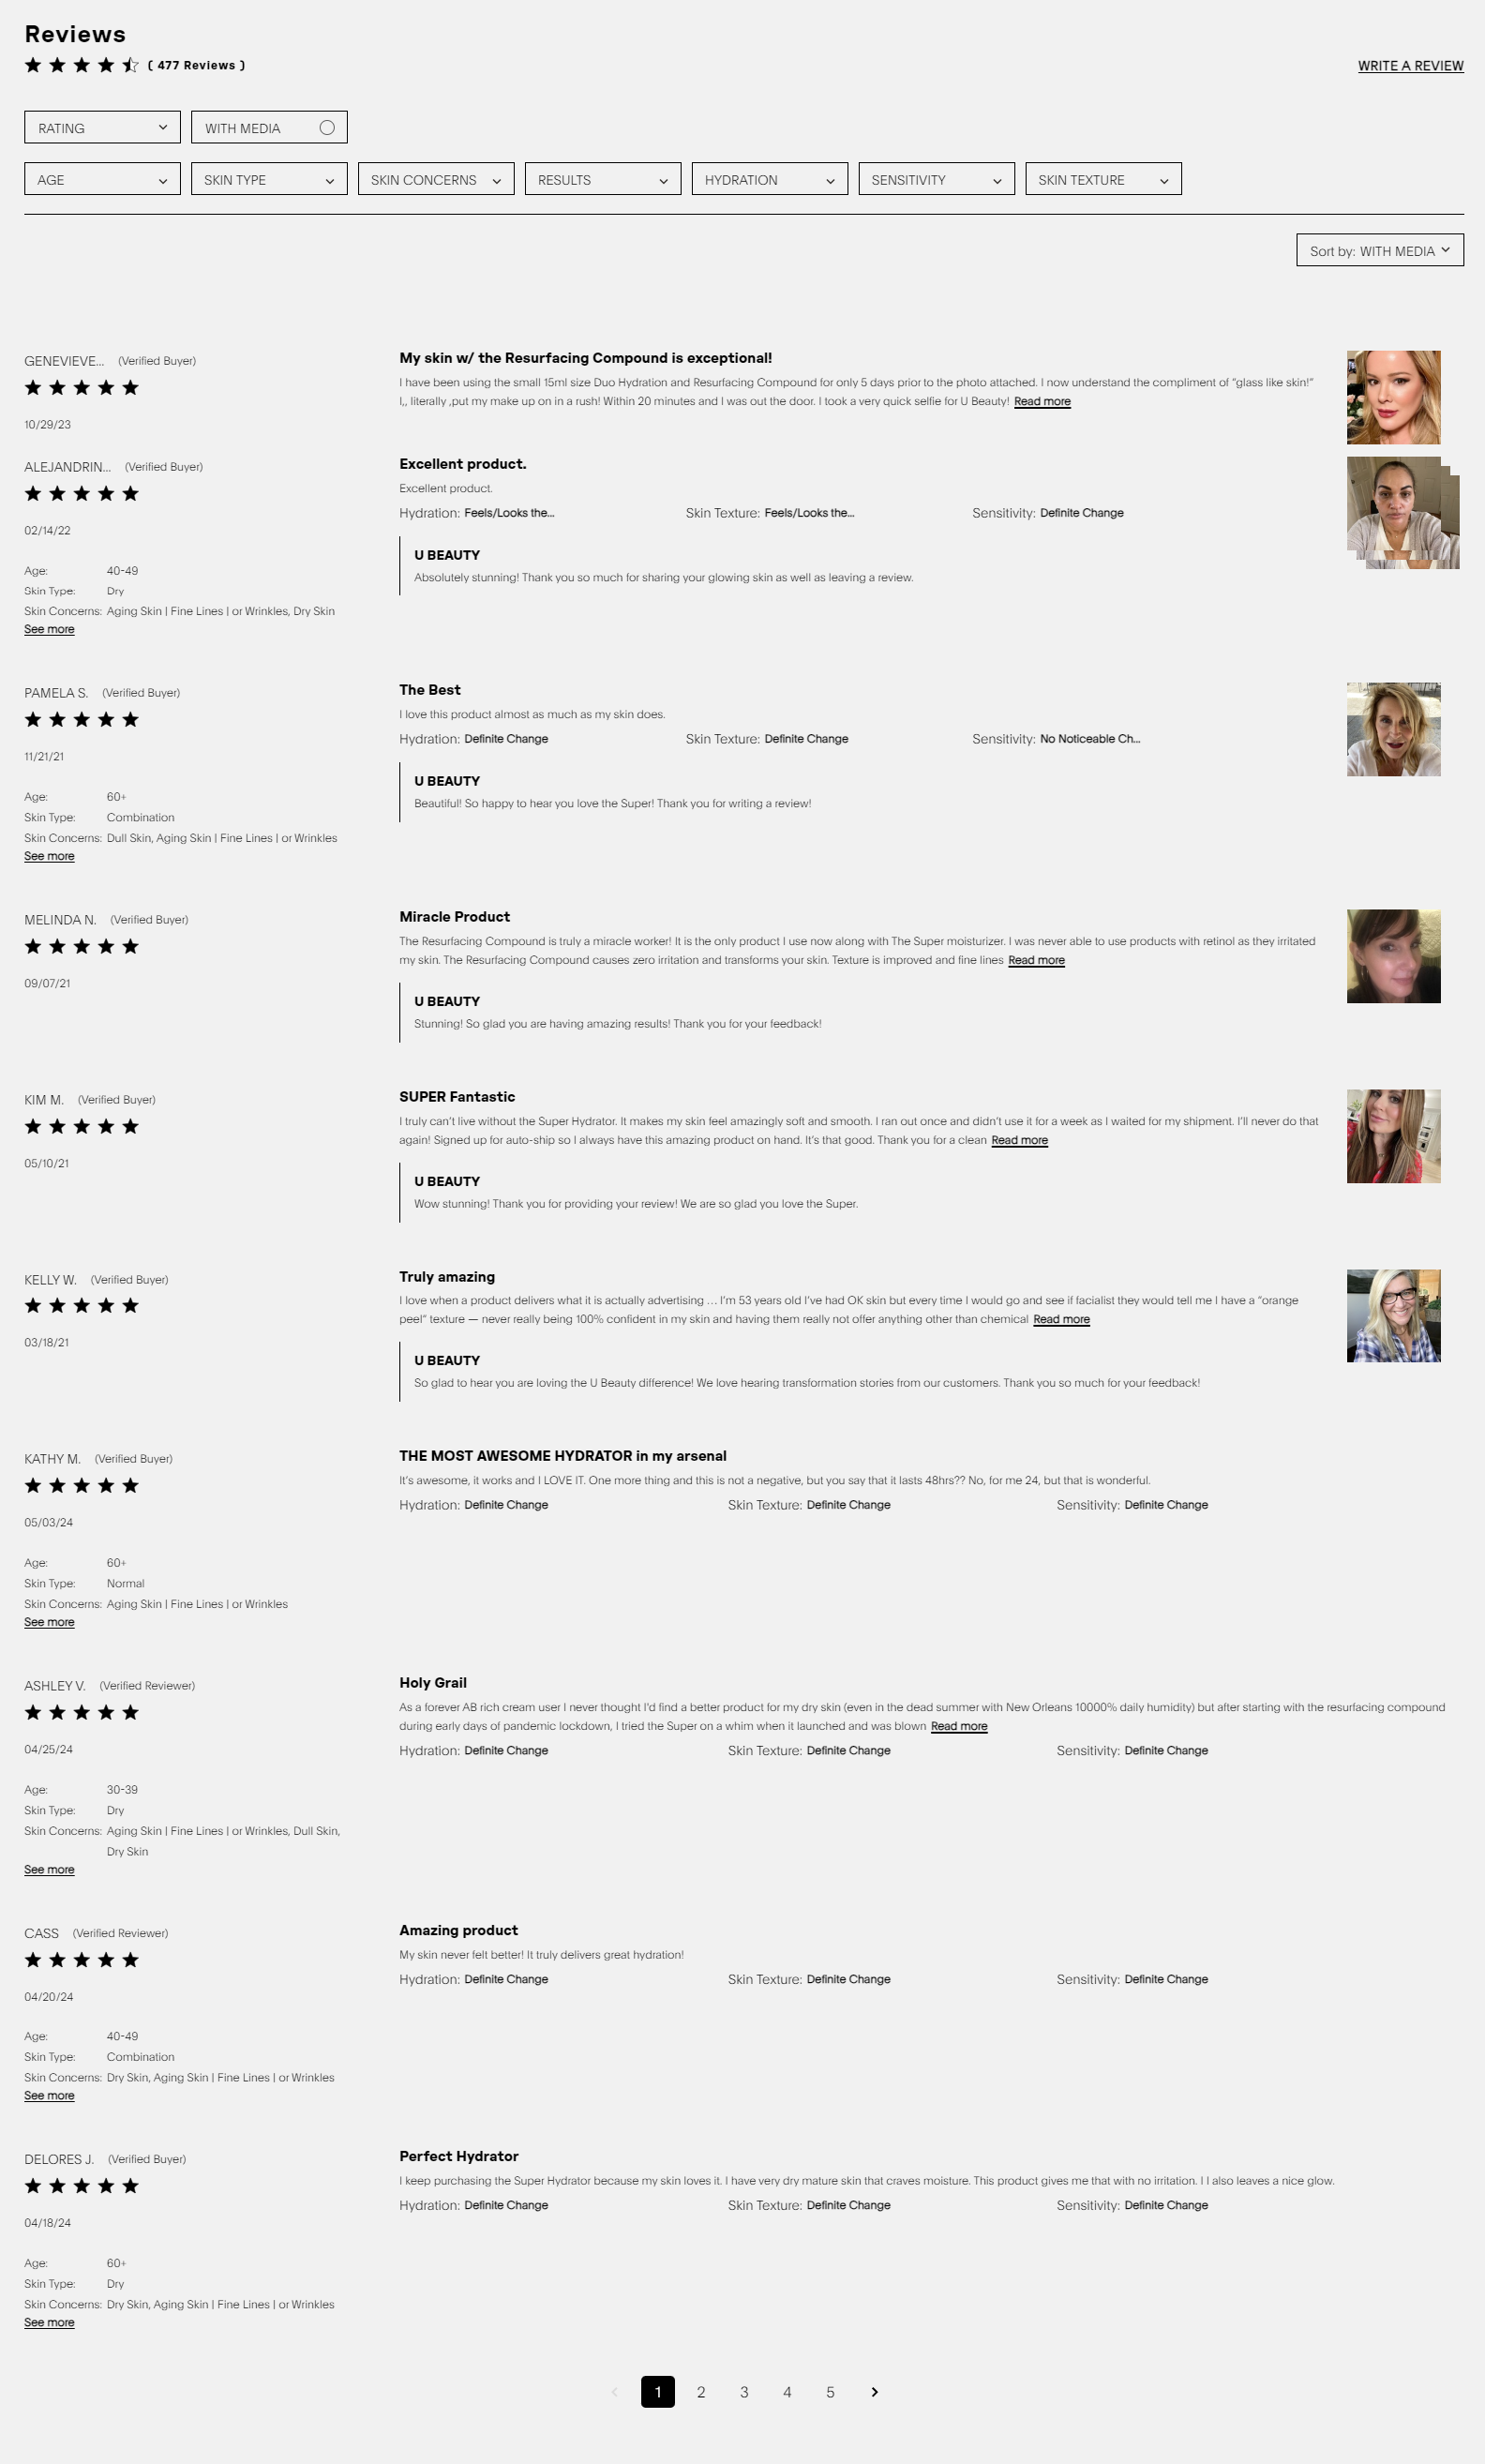 Reviews
( 477 Reviews )
WRITE A REVIEW
RATING
WITH MEDIA
AGE
SKIN TYPE
SKIN CONCERNS
RESULTS
HYDRATION
SENSITIVITY
SKIN TEXTURE
Sort by: WITH MEDIA
GENEVIEVE... (Verified Buyer)
10/29/23
My skin w/ the Resurfacing Compound is exceptional!
I have been using the small 15ml size Duo Hydration and Resurfacing Compound for only 5 days prior to the photo attached. I now understand the compliment of “glass like skin!”
I,, literally ,put my make up on in a rush! Within 20 minutes and I was out the door. I took a very quick selfie for U Beauty! Read more
ALEJANDRIN... (Verified Buyer)
02/14/22
Age: 40-49
Skin Type: Dry
Skin Concerns: Aging Skin | Fine Lines | or Wrinkles, Dry Skin
See more
Excellent product.
Excellent product.
Hydration: Feels/Looks the... Skin Texture: Feels/Looks the... Sensitivity: Definite Change
U BEAUTY
Absolutely stunning! Thank you so much for sharing your glowing skin as well as leaving a review.
PAMELA S. (Verified Buyer)
11/21/21
Age: 60+
Skin Type: Combination
Skin Concerns: Dull Skin, Aging Skin | Fine Lines | or Wrinkles
See more
The Best
I love this product almost as much as my skin does.
Hydration: Definite Change Skin Texture: Definite Change Sensitivity: No Noticeable Ch...
U BEAUTY
Beautiful! So happy to hear you love the Super! Thank you for writing a review!
MELINDA N. (Verified Buyer)
09/07/21
Miracle Product
The Resurfacing Compound is truly a miracle worker! It is the only product I use now along with The Super moisturizer. I was never able to use products with retinol as they irritated
my skin. The Resurfacing Compound causes zero irritation and transforms your skin. Texture is improved and fine lines Read more
U BEAUTY
Stunning! So glad you are having amazing results! Thank you for your feedback!
KIM M. (Verified Buyer)
05/10/21
SUPER Fantastic
I truly can’t live without the Super Hydrator. It makes my skin feel amazingly soft and smooth. I ran out once and didn’t use it for a week as I waited for my shipment. I’ll never do that
again! Signed up for auto-ship so I always have this amazing product on hand. It’s that good. Thank you for a clean Read more
U BEAUTY
Wow stunning! Thank you for providing your review! We are so glad you love the Super.
KELLY W. (Verified Buyer)
03/18/21
Truly amazing
I love when a product delivers what it is actually advertising … I’m 53 years old I’ve had OK skin but every time I would go and see if facialist they would tell me I have a “orange
peel” texture — never really being 100% confident in my skin and having them really not offer anything other than chemical Read more
U BEAUTY
So glad to hear you are loving the U Beauty difference! We love hearing transformation stories from our customers. Thank you so much for your feedback!
KATHY M. (Verified Buyer)
05/03/24
Age: 60+
Skin Type: Normal
Skin Concerns: Aging Skin | Fine Lines | or Wrinkles
See more
THE MOST AWESOME HYDRATOR in my arsenal
It’s awesome, it works and I LOVE IT. One more thing and this is not a negative, but you say that it lasts 48hrs?? No, for me 24, but that is wonderful.
Hydration: Definite Change Skin Texture: Definite Change Sensitivity: Definite Change
ASHLEY V. (Verified Reviewer)
04/25/24
Age: 30-39
Skin Type: Dry
Skin Concerns: Aging Skin | Fine Lines | or Wrinkles, Dull Skin,
Dry Skin
See more
Holy Grail
As a forever AB rich cream user I never thought I'd find a better product for my dry skin (even in the dead summer with New Orleans 10000% daily humidity) but after starting with the resurfacing compound
during early days of pandemic lockdown, I tried the Super on a whim when it launched and was blown Read more
Hydration: Definite Change Skin Texture: Definite Change Sensitivity: Definite Change
CASS (Verified Reviewer)
04/20/24
Age: 40-49
Skin Type: Combination
Skin Concerns: Dry Skin, Aging Skin | Fine Lines | or Wrinkles
See more
Amazing product
My skin never felt better! It truly delivers great hydration!
Hydration: Definite Change Skin Texture: Definite Change Sensitivity: Definite Change
DELORES J. (Verified Buyer)
04/18/24
Age: 60+
Skin Type: Dry
Skin Concerns: Dry Skin, Aging Skin | Fine Lines | or Wrinkles
See more
Perfect Hydrator
I keep purchasing the Super Hydrator because my skin loves it. I have very dry mature skin that craves moisture. This product gives me that with no irritation. I I also leaves a nice glow.
Hydration: Definite Change Skin Texture: Definite Change Sensitivity: Definite Change
1 2 3 4 5